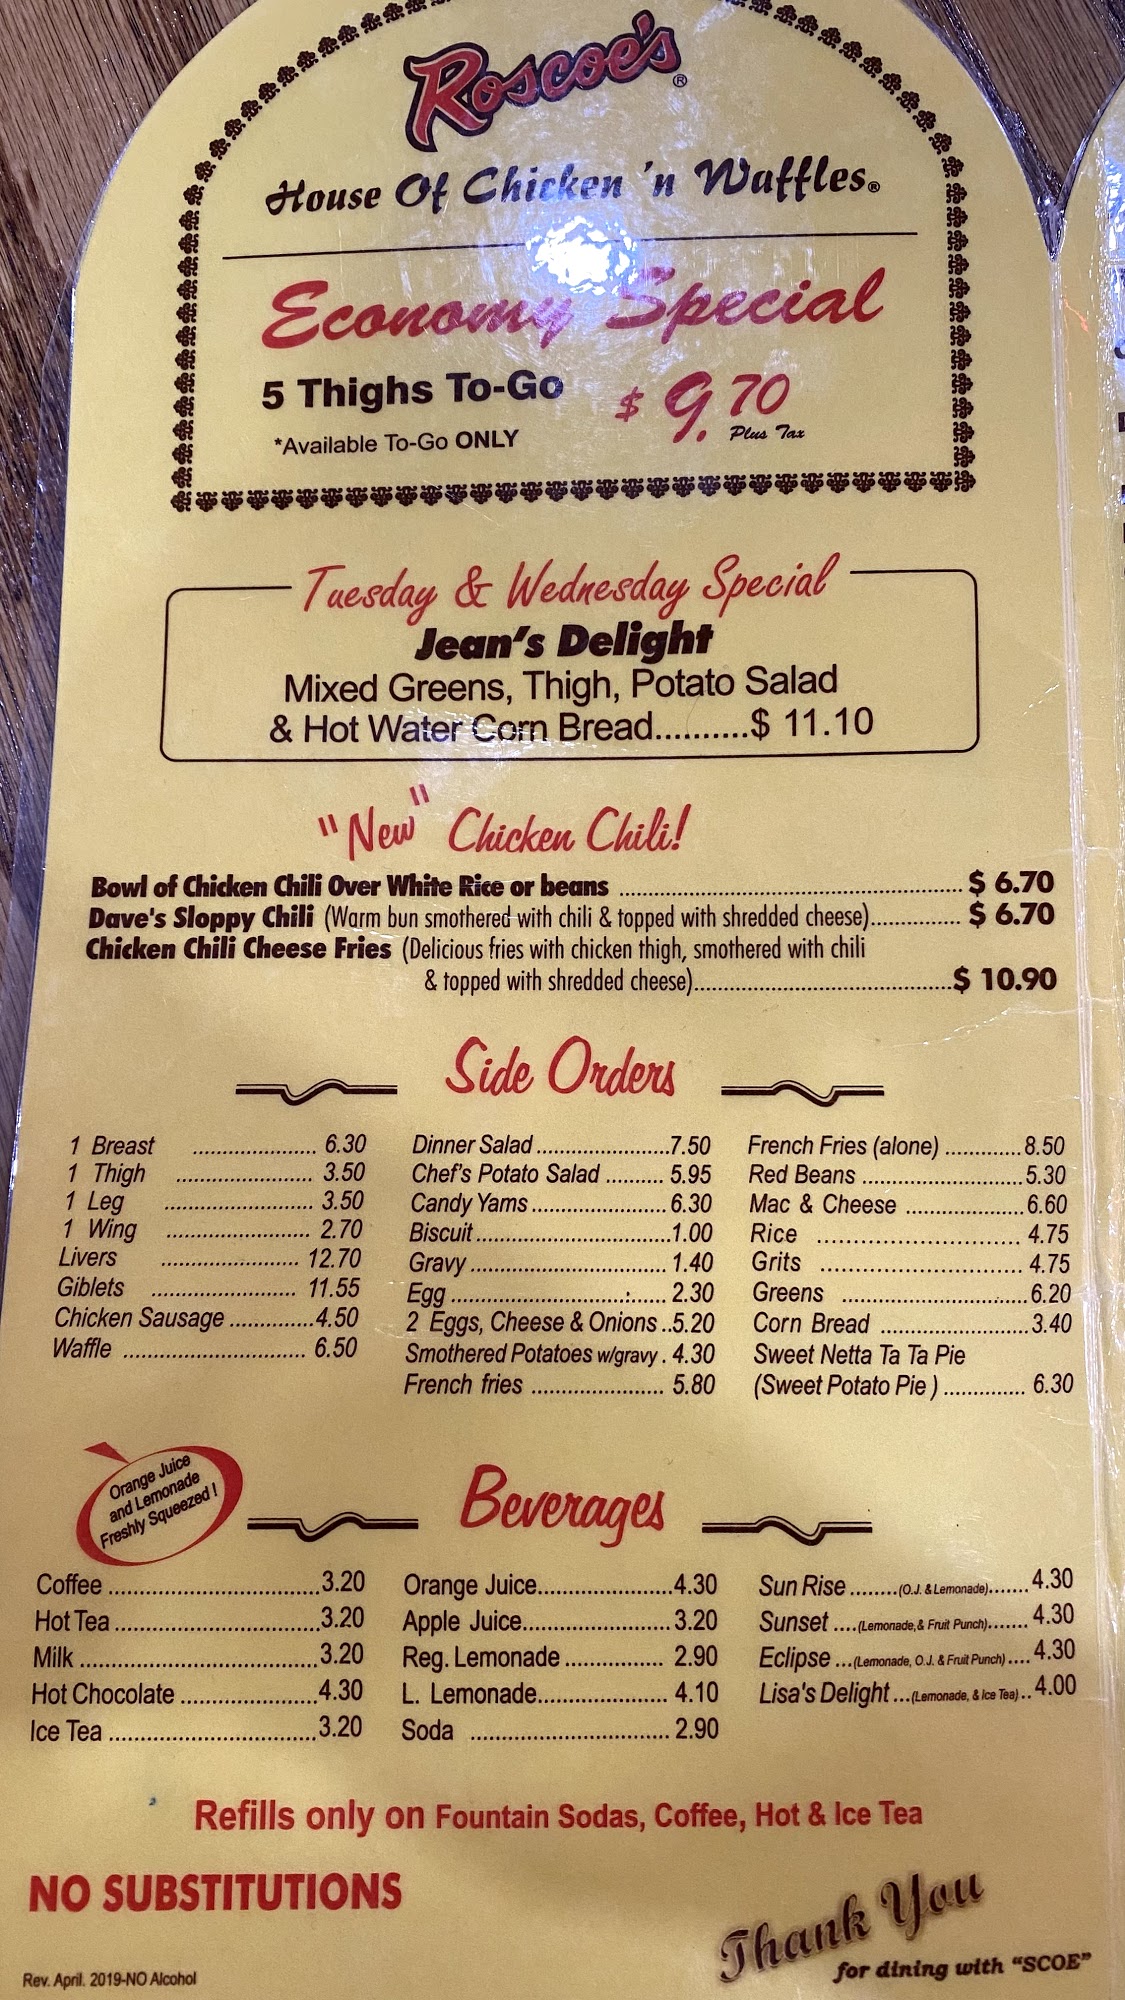 Roscoe's®
House Of Chicken 'n Waffles®
Economy Special
5 Thighs To-Go $ 9.70
*Available To-Go ONLY Plus Tax
Tuesday & Wednesday Special
Jean's Delight
Mixed Greens, Thigh, Potato Salad
& Hot Water Corn Bread..........$ 11.10
"New" Chicken Chili!
Bowl of Chicken Chili Over White Rice or beans ........ $ 6.70
Dave's Sloppy Chili (Warm bun smothered with chili & topped with shredded cheese)........ $ 6.70
Chicken Chili Cheese Fries (Delicious fries with chicken thigh, smothered with chili
& topped with shredded cheese)........$ 10.90
Side Orders
1 Breast ........ 6.30
1 Thigh ........ 3.50
1 Leg ........ 3.50
1 Wing ........ 2.70
Livers ........ 12.70
Giblets ........ 11.55
Chicken Sausage ........4.50
Waffle ........ 6.50
Dinner Salad ........7.50
Chef's Potato Salad ........ 5.95
Candy Yams ........ 6.30
Biscuit ........1.00
Gravy ........ 1.40
Egg ........ 2.30
2 Eggs, Cheese & Onions ..5.20
Smothered Potatoes w/gravy . 4.30
French fries ........ 5.80
French Fries (alone) ........8.50
Red Beans ........5.30
Mac & Cheese ........6.60
Rice ........ 4.75
Grits ........ 4.75
Greens ........6.20
Corn Bread ........3.40
Sweet Netta Ta Ta Pie
(Sweet Potato Pie ) ........ 6.30
Orange Juice
and Lemonade
Freshly Squeezed !
Beverages
Coffee ........3.20
Hot Tea ........3.20
Milk ........3.20
Hot Chocolate ........4.30
Ice Tea ........3.20
Orange Juice........4.30
Apple Juice........3.20
Reg. Lemonade ........ 2.90
L. Lemonade........ 4.10
Soda ........ 2.90
Sun Rise ........(O.J. & Lemonade)....... 4.30
Sunset ....(Lemonade,& Fruit Punch)....... 4.30
Eclipse ...(Lemonade, O.J. & Fruit Punch) .... 4.30
Lisa's Delight ...(Lemonade, & Ice Tea) .. 4.00
Refills only on Fountain Sodas, Coffee, Hot & Ice Tea
NO SUBSTITUTIONS
Thank You
for dining with "SCOE"
Rev. April. 2019-NO Alcohol